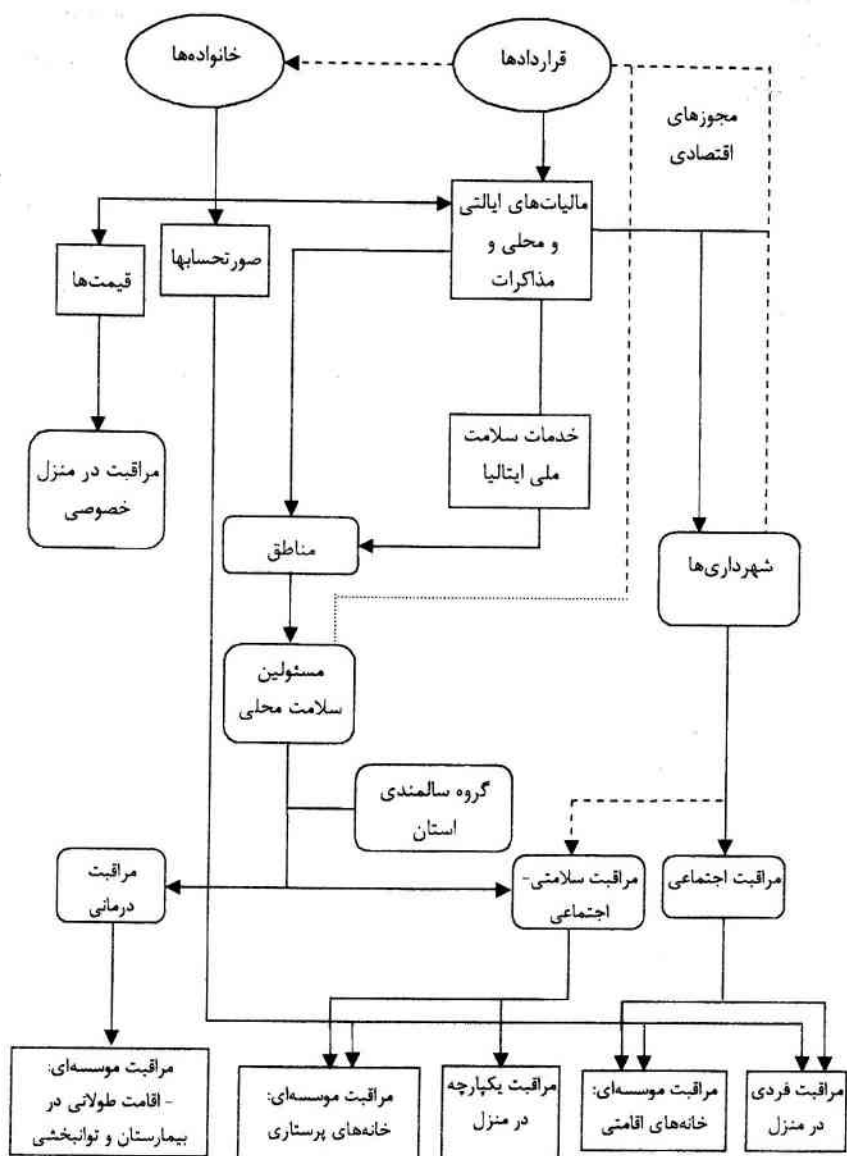 قراردادها
خانواده‌ها
مجوزهای
اقتصادی
مالیات‌های ایالتی
و محلی و
مذاکرات
صورتحسابها
قیمت‌ها
خدمات سلامت
ملی ایتالیا
مراقبت در منزل
خصوصی
مناطق
شهرداری‌ها
مسئولین
سلامت محلی
گروه سالمندی
استان
مراقبت اجتماعی
مراقبت سلامتی-
اجتماعی
مراقبت
درمانی
مراقبت فردی
در منزل
مراقبت موسسه‌ای:
خانه‌های اقامتی
مراقبت یکپارچه
در منزل
مراقبت موسسه‌ای:
خانه‌های پرستاری
مراقبت موسسه‌ای:
- اقامت طولانی در
بیمارستان و توانبخشی